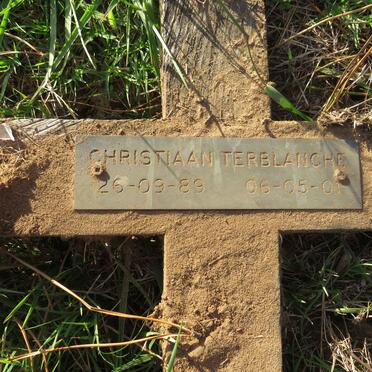 CHRISTIAAN TERBLANCHE
26-09-89 06-05-01